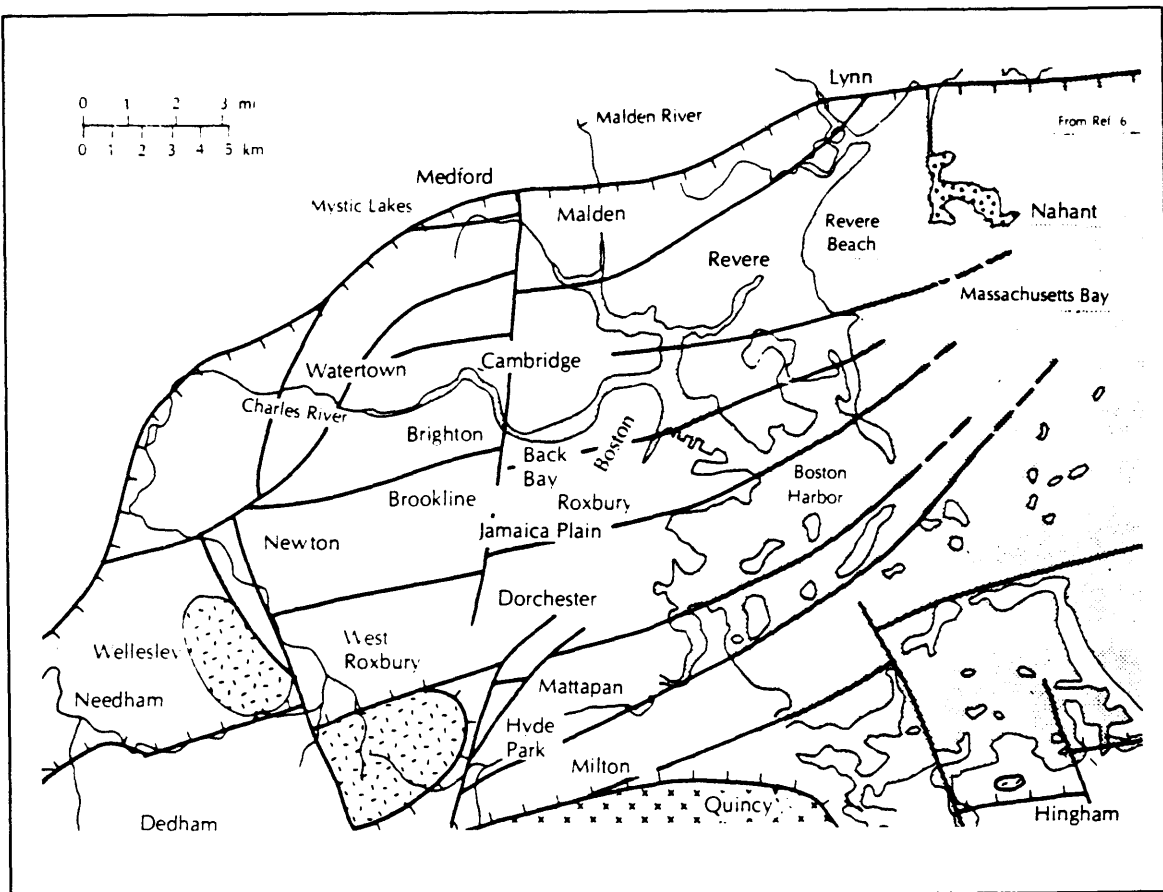 Lynn
0 1 2 3 mi
0 1 2 3 4 5 km
Malden River
From Ref. 6
Medford
Mystic Lakes
Malden
Revere
Beach
Nahant
Revere
Massachusetts Bay
Watertown
Cambridge
Charles River
Brighton
Boston
Back
Bay
Brookline
Roxbury
Boston
Harbor
Jamaica Plain
Newton
Dorchester
West
Roxbury
Wellesley
Needham
Mattapan
Hyde
Park
Milton
Quincy
Dedham
Hingham